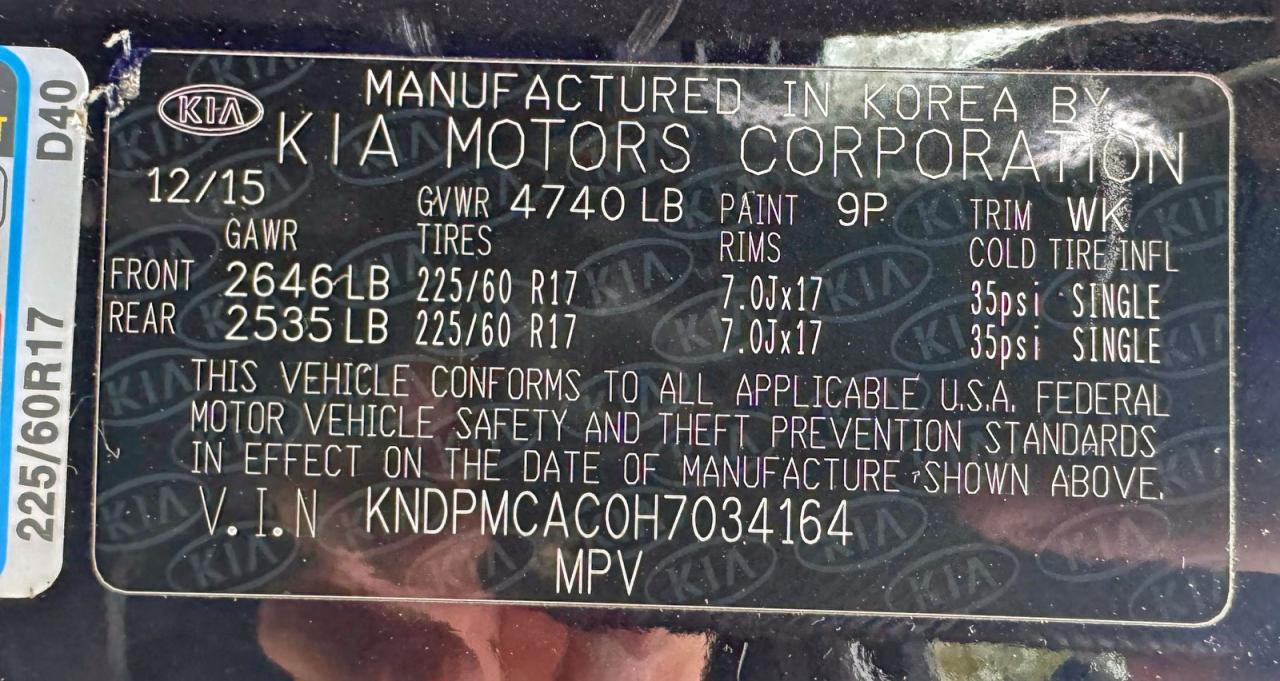 D40
225/60R17
KIA
MANUFACTURED IN KOREA BY
KIA MOTORS CORPORATION
12/15 GVWR 4740 LB PAINT 9P TRIM WK
GAWR TIRES RIMS COLD TIRE INFL
FRONT 2646 LB 225/60 R17 7.0Jx17 35psi SINGLE
REAR 2535 LB 225/60 R17 7.0Jx17 35psi SINGLE
THIS VEHICLE CONFORMS TO ALL APPLICABLE U.S.A. FEDERAL
MOTOR VEHICLE SAFETY AND THEFT PREVENTION STANDARDS
IN EFFECT ON THE DATE OF MANUFACTURE SHOWN ABOVE.
V.I.N KNDPMCAC0H7034164
MPV